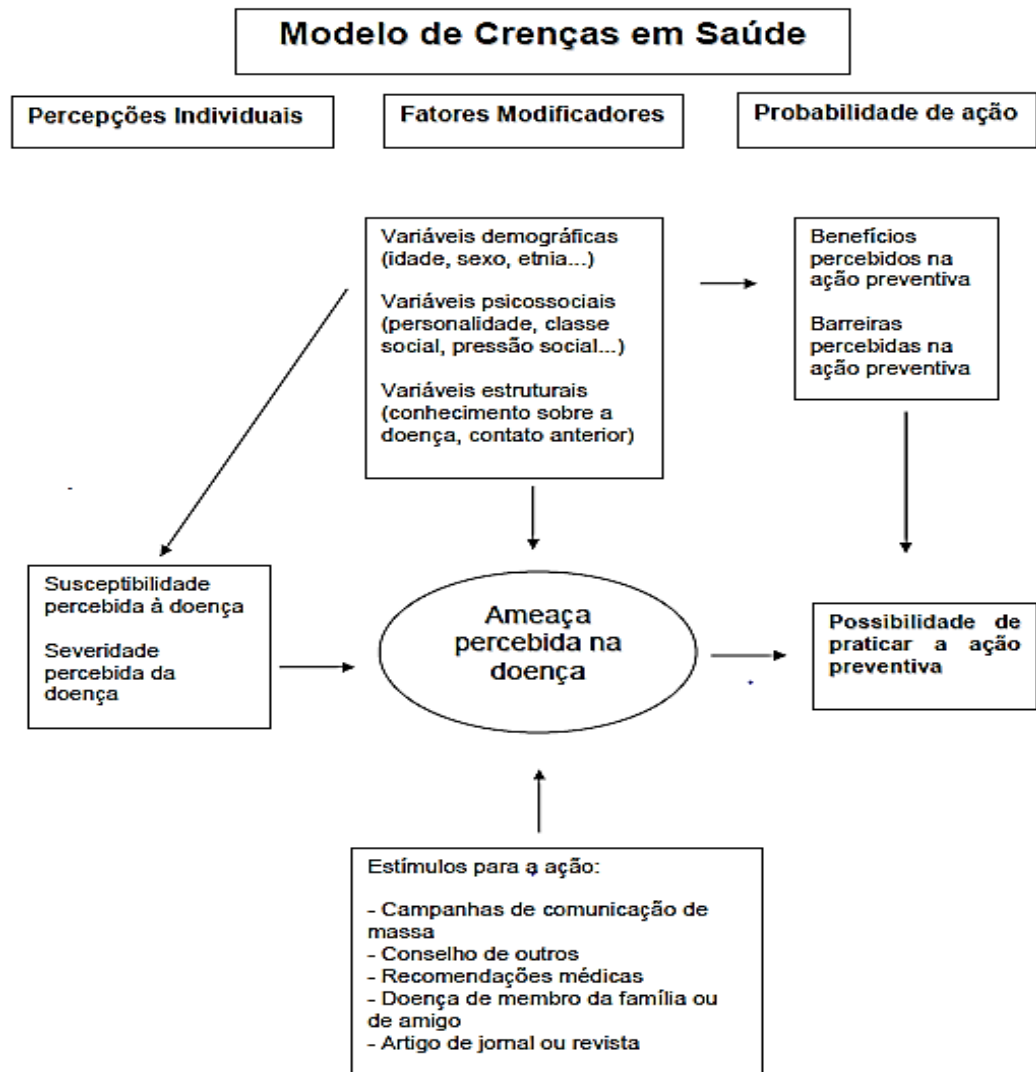 Modelo de Crenças em Saúde
Percepções Individuais
Fatores Modificadores
Probabilidade de ação
Variáveis demográficas
(idade, sexo, etnia...)
Variáveis psicossociais
(personalidade, classe
social, pressão social...)
Variáveis estruturais
(conhecimento sobre a
doença, contato anterior)
Benefícios
percebidos na
ação preventiva
Barreiras
percebidas na
ação preventiva
Susceptibilidade
percebida à doença
Severidade
percebida da
doença
Ameaça
percebida na
doença
Possibilidade de
praticar a ação
preventiva
Estímulos para a ação:
- Campanhas de comunicação de
massa
- Conselho de outros
- Recomendações médicas
- Doença de membro da família ou
de amigo
- Artigo de jornal ou revista